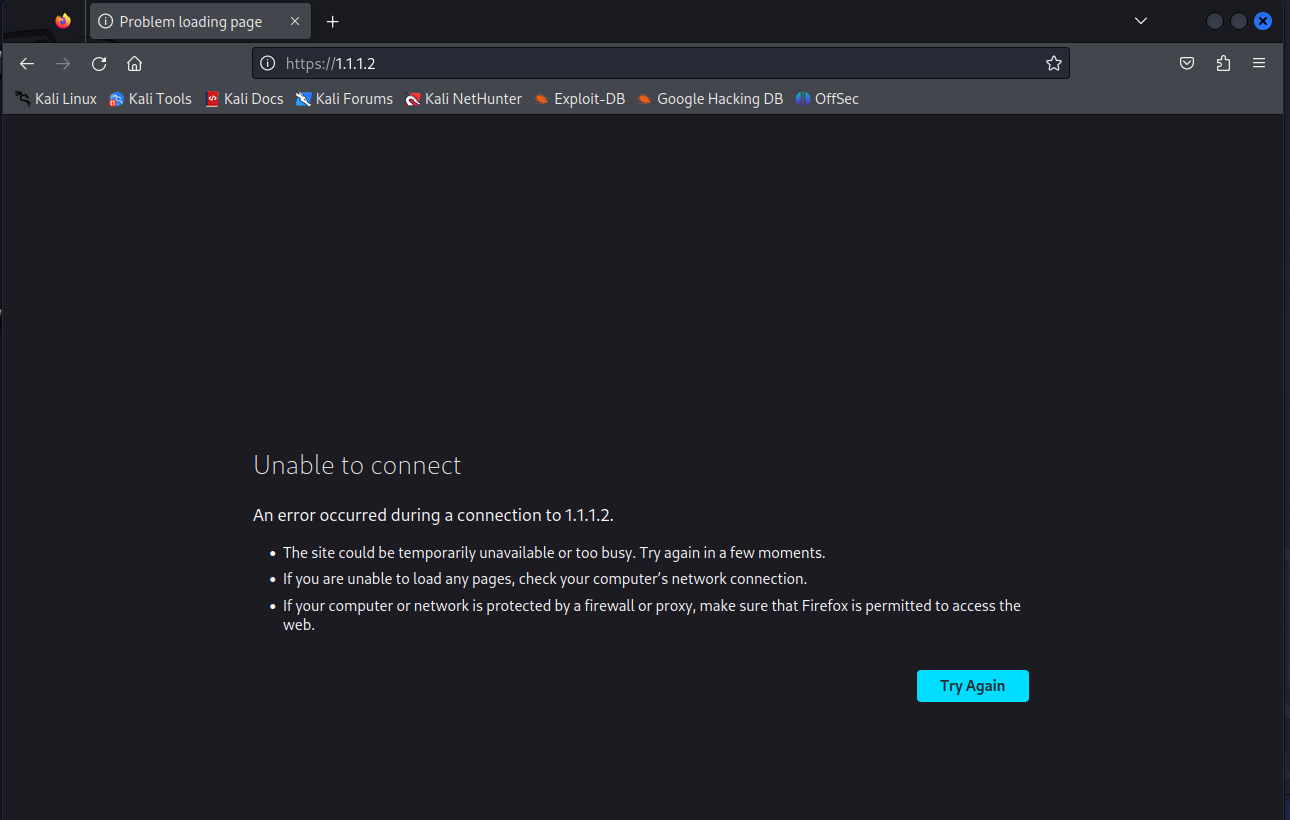 Problem loading page
https://1.1.1.2
Kali Linux Kali Tools Kali Docs Kali Forums Kali NetHunter Exploit-DB Google Hacking DB OffSec
Unable to connect
An error occurred during a connection to 1.1.1.2.
• The site could be temporarily unavailable or too busy. Try again in a few moments.
• If you are unable to load any pages, check your computer’s network connection.
• If your computer or network is protected by a firewall or proxy, make sure that Firefox is permitted to access the
web.
Try Again